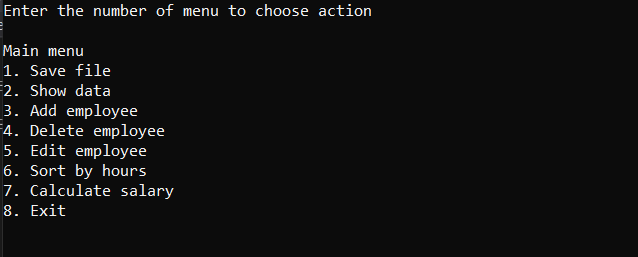 Enter the number of menu to choose action
Main menu
1. Save file
2. Show data
3. Add employee
4. Delete employee
5. Edit employee
6. Sort by hours
7. Calculate salary
8. Exit